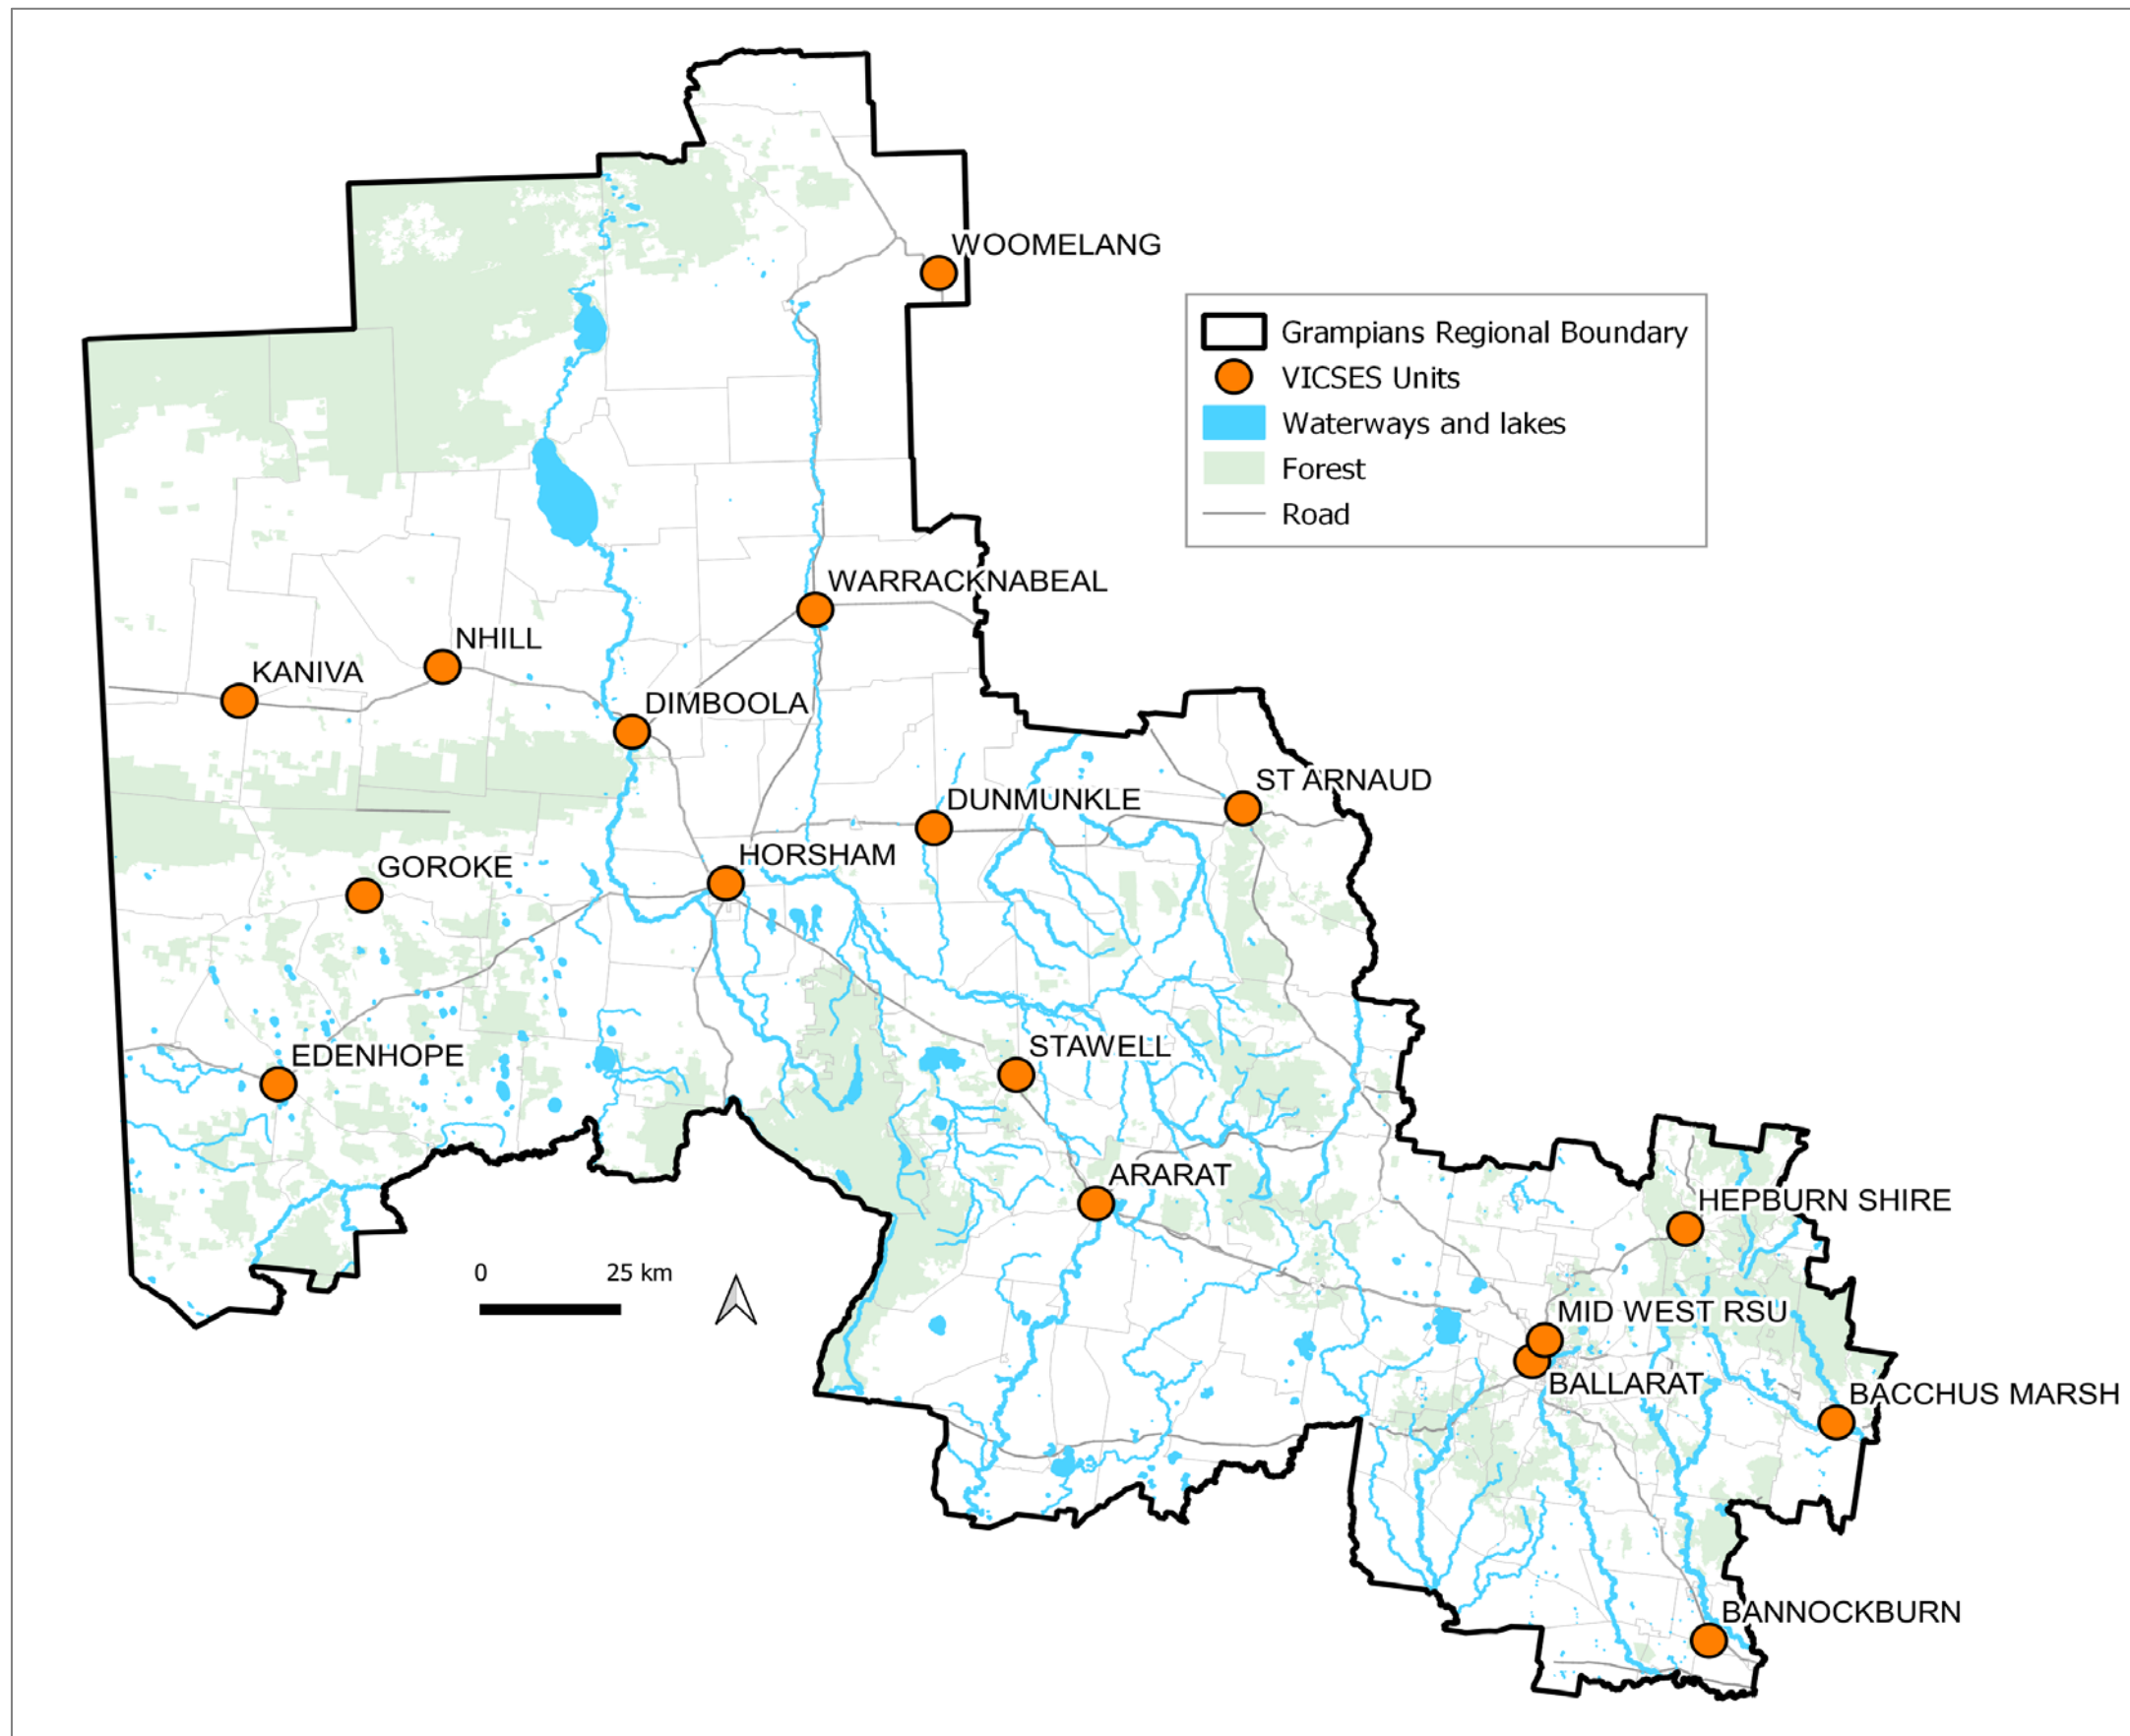 WOOMELANG
Grampians Regional Boundary
VICSES Units
Waterways and lakes
Forest
Road
WARRACKNABEAL
NHILL
KANIVA
DIMBOOLA
ST ARNAUD
DUNMUNKLE
HORSHAM
GOROKE
STAWELL
EDENHOPE
ARARAT
HEPBURN SHIRE
0 25 km
MID WEST RSU
BALLARAT
BACCHUS MARSH
BANNOCKBURN